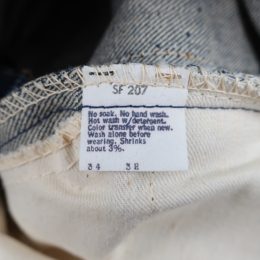 SF 207
No soak. No hand wash.
Hot wash w/detergent.
Color transfer when new.
Wash alone before
wearing. Shrinks
about 3%.
34 32